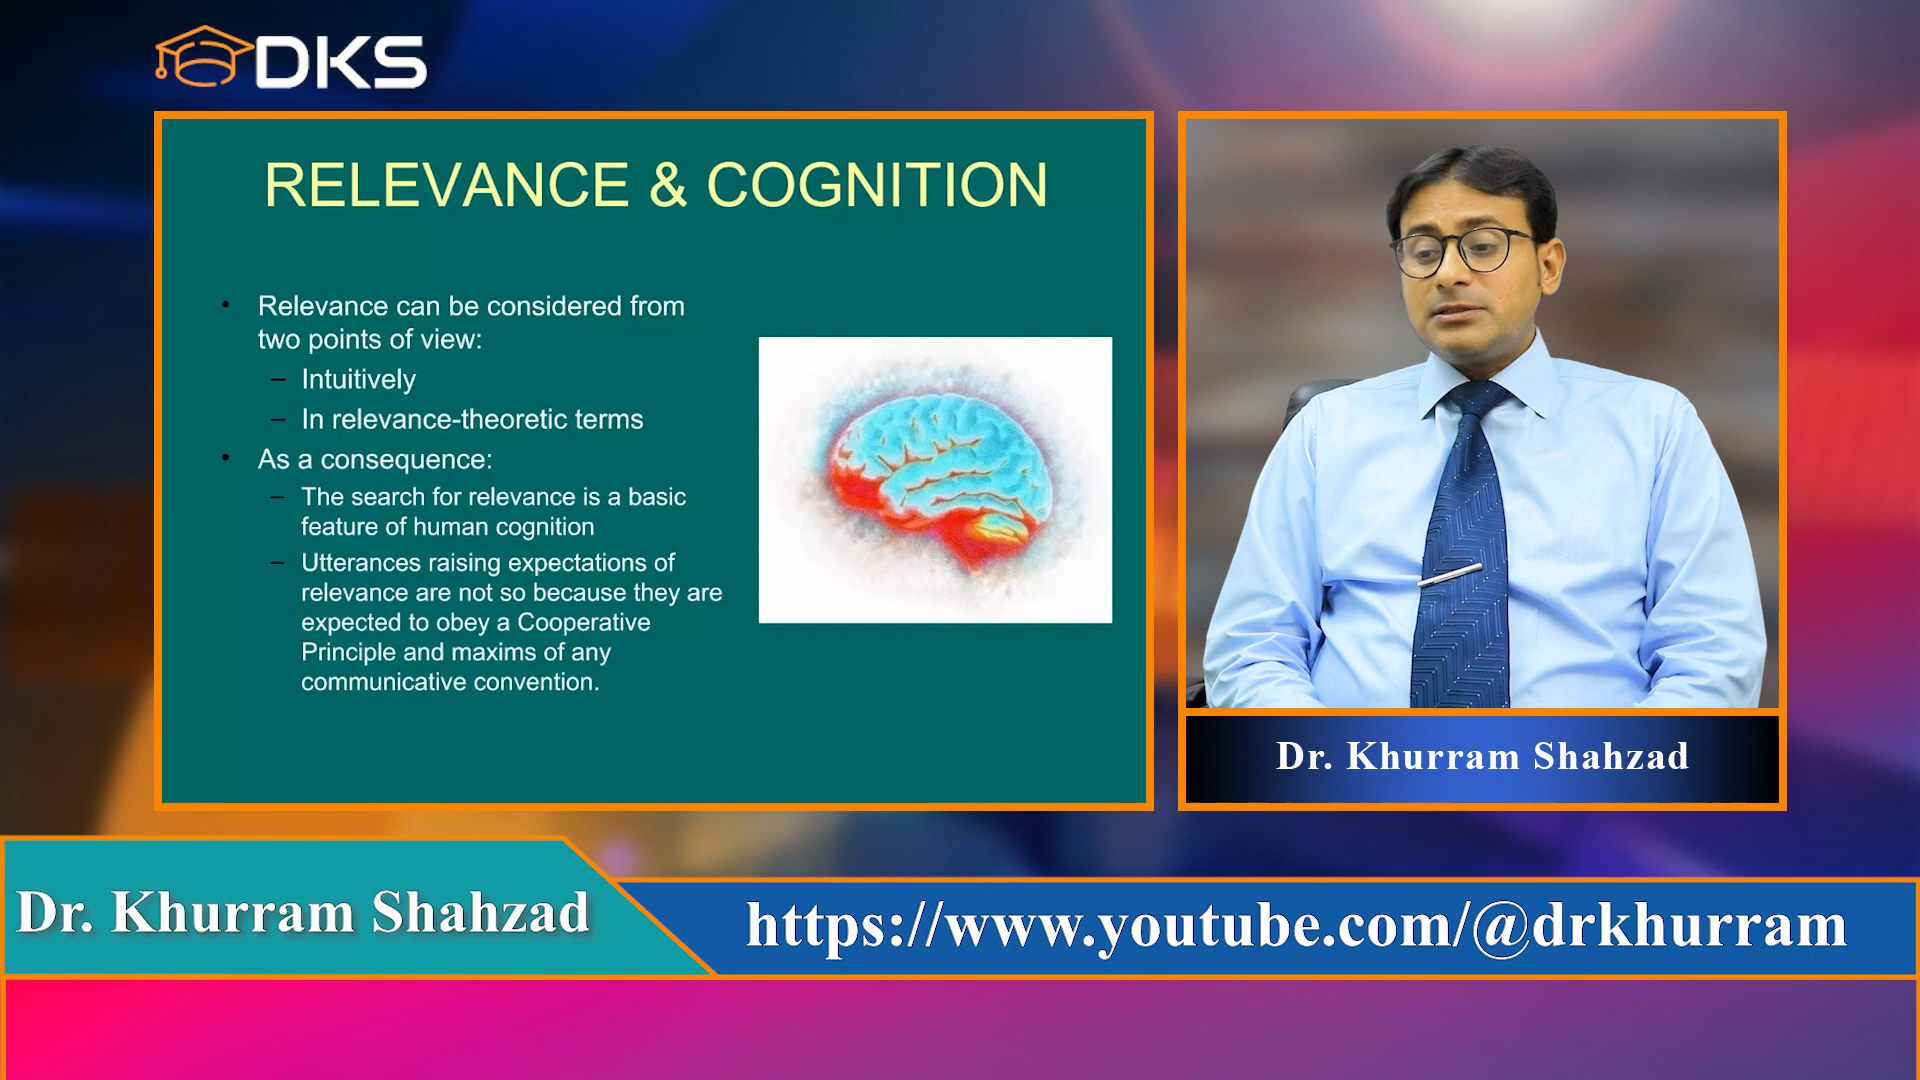 DKS
RELEVANCE & COGNITION
• Relevance can be considered from
two points of view:
– Intuitively
– In relevance-theoretic terms
• As a consequence:
– The search for relevance is a basic
feature of human cognition
– Utterances raising expectations of
relevance are not so because they are
expected to obey a Cooperative
Principle and maxims of any
communicative convention.
Dr. Khurram Shahzad
Dr. Khurram Shahzad
https://www.youtube.com/@drkhurram